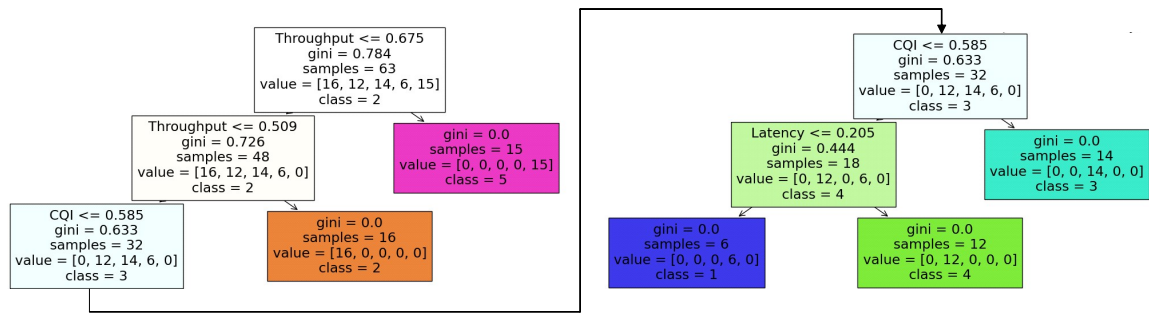 Throughput <= 0.675
gini = 0.784
samples = 63
value = [16, 12, 14, 6, 15]
class = 2
Throughput <= 0.509
gini = 0.726
samples = 48
value = [16, 12, 14, 6, 0]
class = 2
gini = 0.0
samples = 15
value = [0, 0, 0, 0, 15]
class = 5
CQI <= 0.585
gini = 0.633
samples = 32
value = [0, 12, 14, 6, 0]
class = 3
gini = 0.0
samples = 16
value = [16, 0, 0, 0, 0]
class = 2
CQI <= 0.585
gini = 0.633
samples = 32
value = [0, 12, 14, 6, 0]
class = 3
Latency <= 0.205
gini = 0.444
samples = 18
value = [0, 12, 0, 6, 0]
class = 4
gini = 0.0
samples = 14
value = [0, 0, 14, 0, 0]
class = 3
gini = 0.0
samples = 6
value = [0, 0, 0, 6, 0]
class = 1
gini = 0.0
samples = 12
value = [0, 12, 0, 0, 0]
class = 4